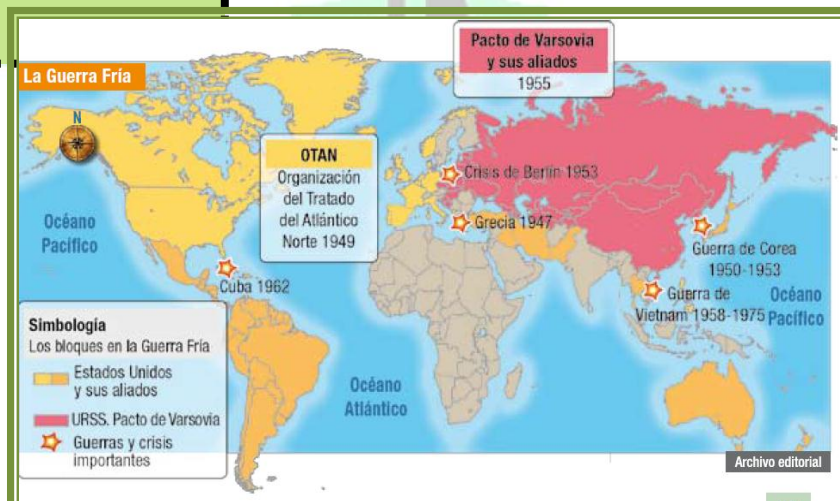 La Guerra Fría
Pacto de Varsovia
y sus aliados
1955
N
OTAN
Organización
del Tratado
del Atlántico
Norte 1949
Crisis de Berlín 1953
Grecia 1947
Océano
Pacífico
Cuba 1962
Guerra de Corea
1950-1953
Guerra de
Vietnam 1958-1975
Océano
Pacífico
Océano
Atlántico
Simbología
Los bloques en la Guerra Fría
Estados Unidos
y sus aliados
URSS. Pacto de Varsovia
Guerras y crisis
importantes
Archivo editorial